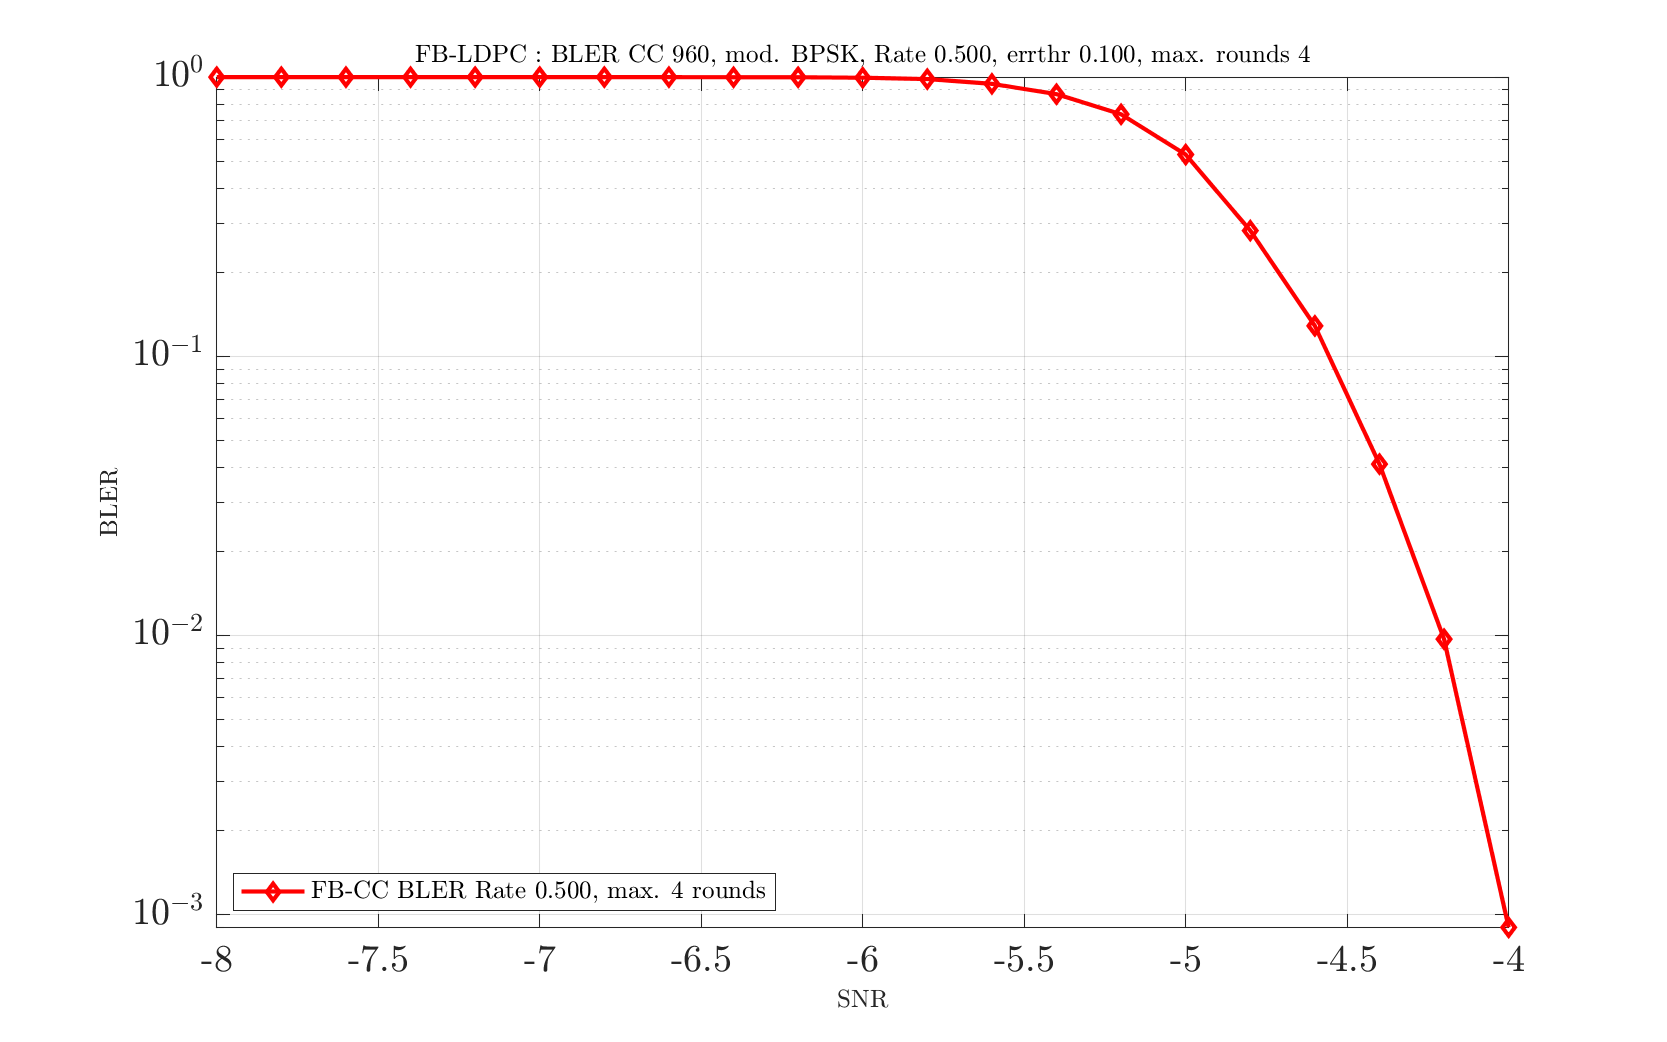 FB-LDPC : BLER CC 960, mod. BPSK, Rate 0.500, errthr 0.100, max. rounds 4
10^0
10^{-1}
10^{-2}
10^{-3}
BLER
FB-CC BLER Rate 0.500, max. 4 rounds
-8 -7.5 -7 -6.5 -6 -5.5 -5 -4.5 -4
SNR